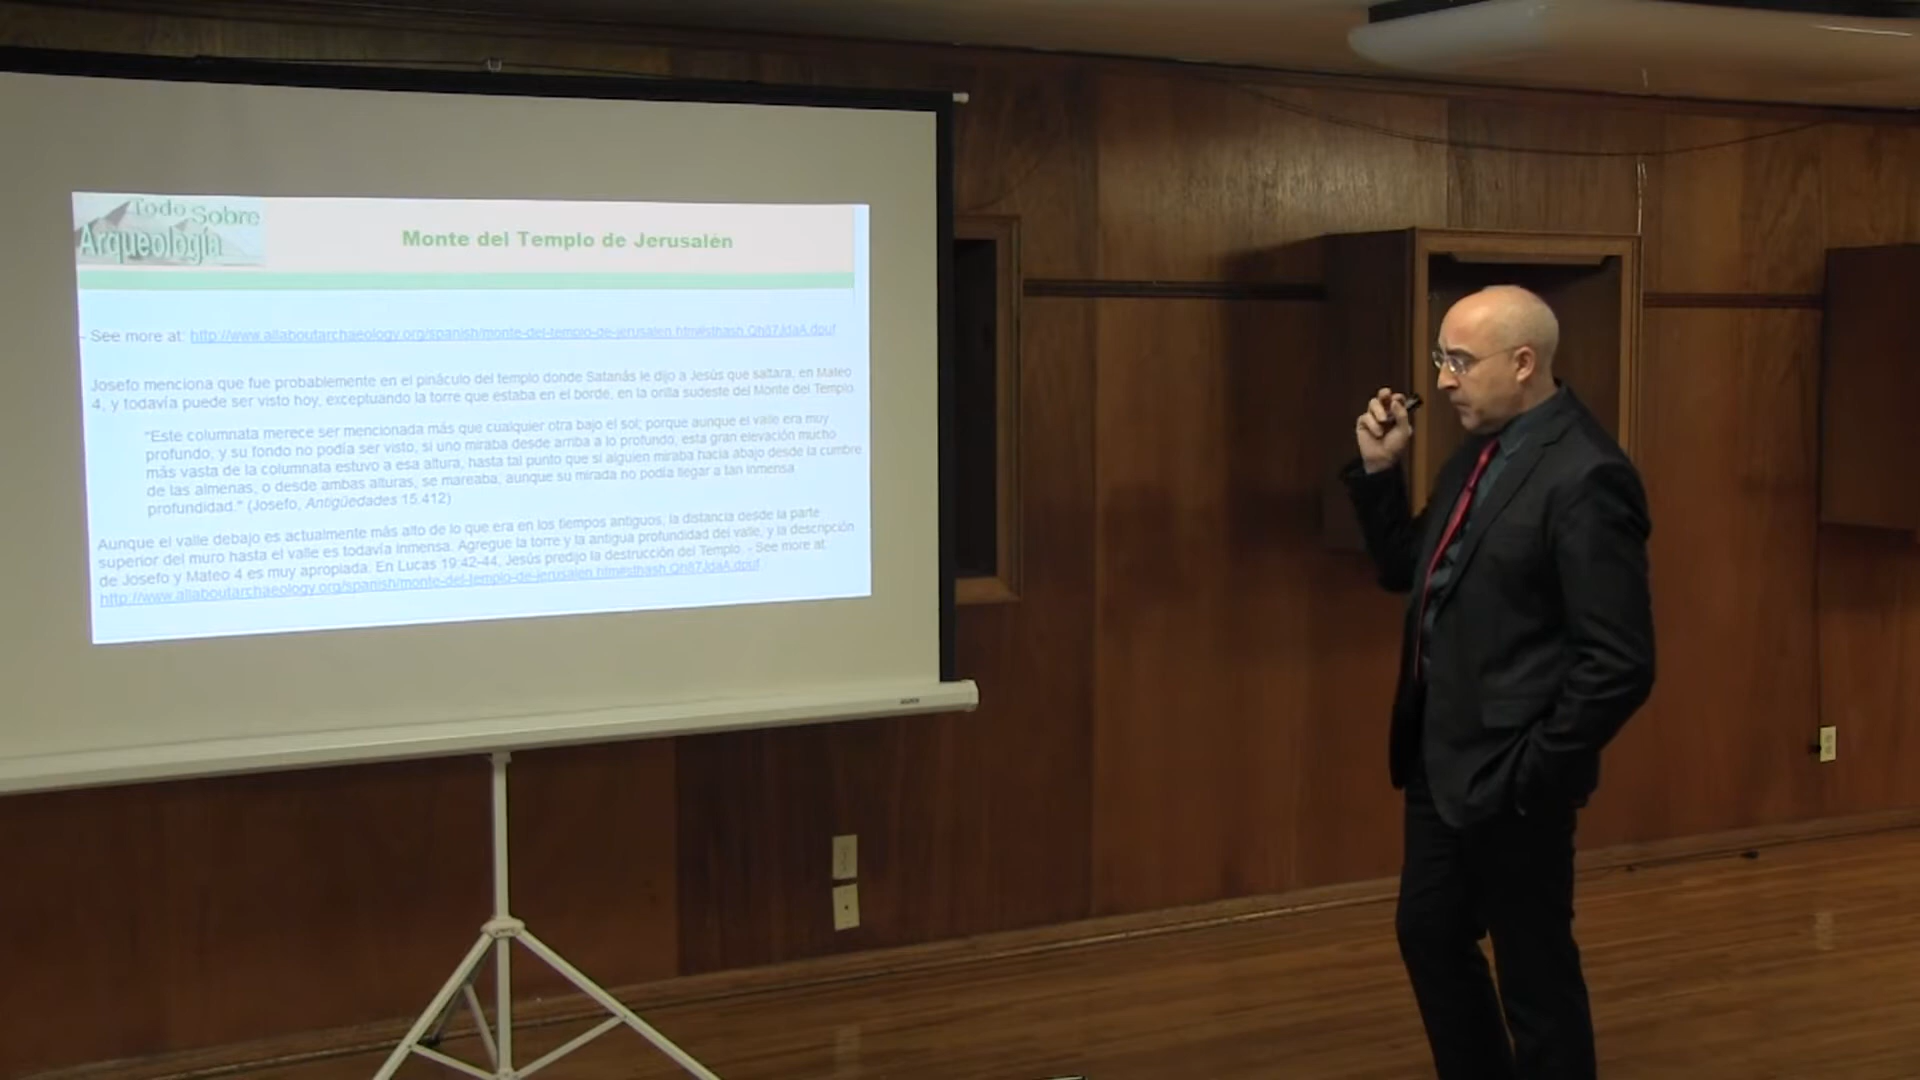 Todo Sobre
Arqueología
Monte del Templo de Jerusalén
- See more at: http://www.allaboutarchaeology.org/spanish/monte-del-templo-de-jerusalen.htm#sthash.Qh87JdaA.dpuf
Josefo menciona que fue probablemente en el pináculo del templo donde Satanás le dijo a Jesús que saltara, en Mateo
4, y todavía puede ser visto hoy, exceptuando la torre que estaba en el borde, en la orilla sudeste del Monte del Templo.
"Este columnata merece ser mencionada más que cualquier otra bajo el sol; porque aunque el valle era muy
profundo, y su fondo no podía ser visto, si uno miraba desde arriba a lo profundo, esta gran elevación mucho
más vasta de la columnata estuvo a esa altura, hasta tal punto que si alguien miraba hacia abajo desde la cumbre
de las almenas, o desde ambas alturas, se mareaba, aunque su mirada no podía llegar a tan inmensa
profundidad." (Josefo, Antigüedades 15.412)
Aunque el valle debajo es actualmente más alto de lo que era en los tiempos antiguos, la distancia desde la parte
superior del muro hasta el valle es todavía inmensa. Agregue la torre y la antigua profundidad del valle, y la descripción
de Josefo y Mateo 4 es muy apropiada. En Lucas 19:42-44, Jesús predijo la destrucción del Templo. - See more at:
http://www.allaboutarchaeology.org/spanish/monte-del-templo-de-jerusalen.htm#sthash.Qh87JdaA.dpuf